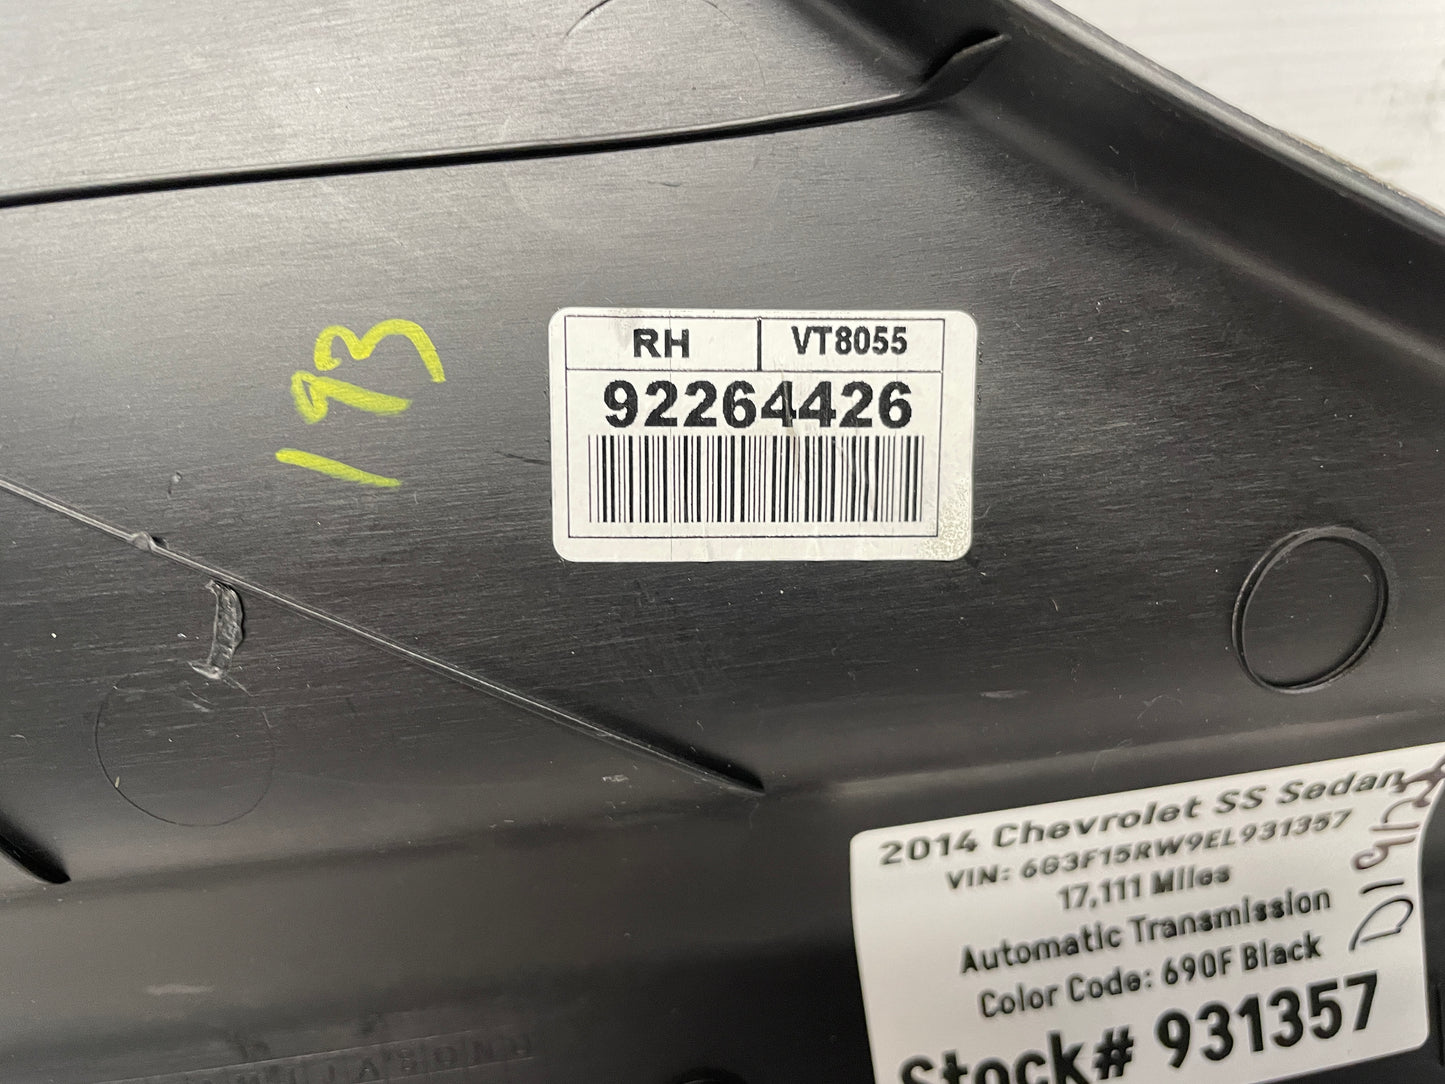 193
RH VT8055
92264426
2014 Chevrolet SS Sedan
VIN: 6G3F15RW9EL931357
17,111 Miles
Automatic Transmission
Color Code: 690F Black
Stock# 931357